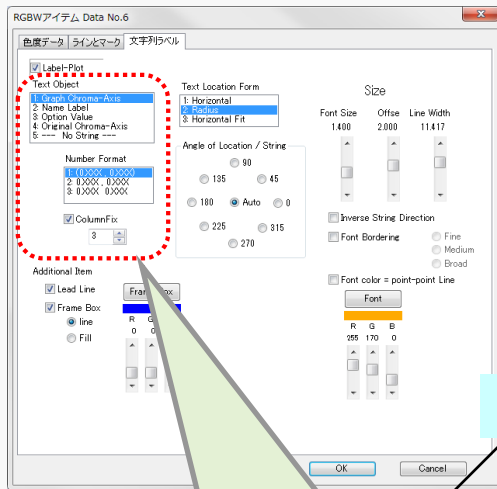 RGBWアイテム Data No.6
色度データ ラインとマーク 文字列ラベル
Label-Plot
Text Object
1: Graph Chroma-Axis
2: Name Label
3: Option Value
4: Original Chroma-Axis
5: --- No String ---
Number Format
1: (0.XXX , 0.XXX)
2: 0.XXX , 0.XXX
3: 0.XXX 0.XXX
ColumnFix
3
Text Location Form
1: Horizontal
2: Radius
3: Horizontal Fit
Angle of Location / String
90
135 45
180 Auto 0
225 315
270
Size
Font Size Offse Line Width
1.400 2.000 11.417
Inverse String Direction
Font Bordering
Fine
Medium
Broad
Font color = point-point Line
Font
R G B
255 170 0
Additional Item
Lead Line
Frame Box
line
Fill
R
0
OK Cancel